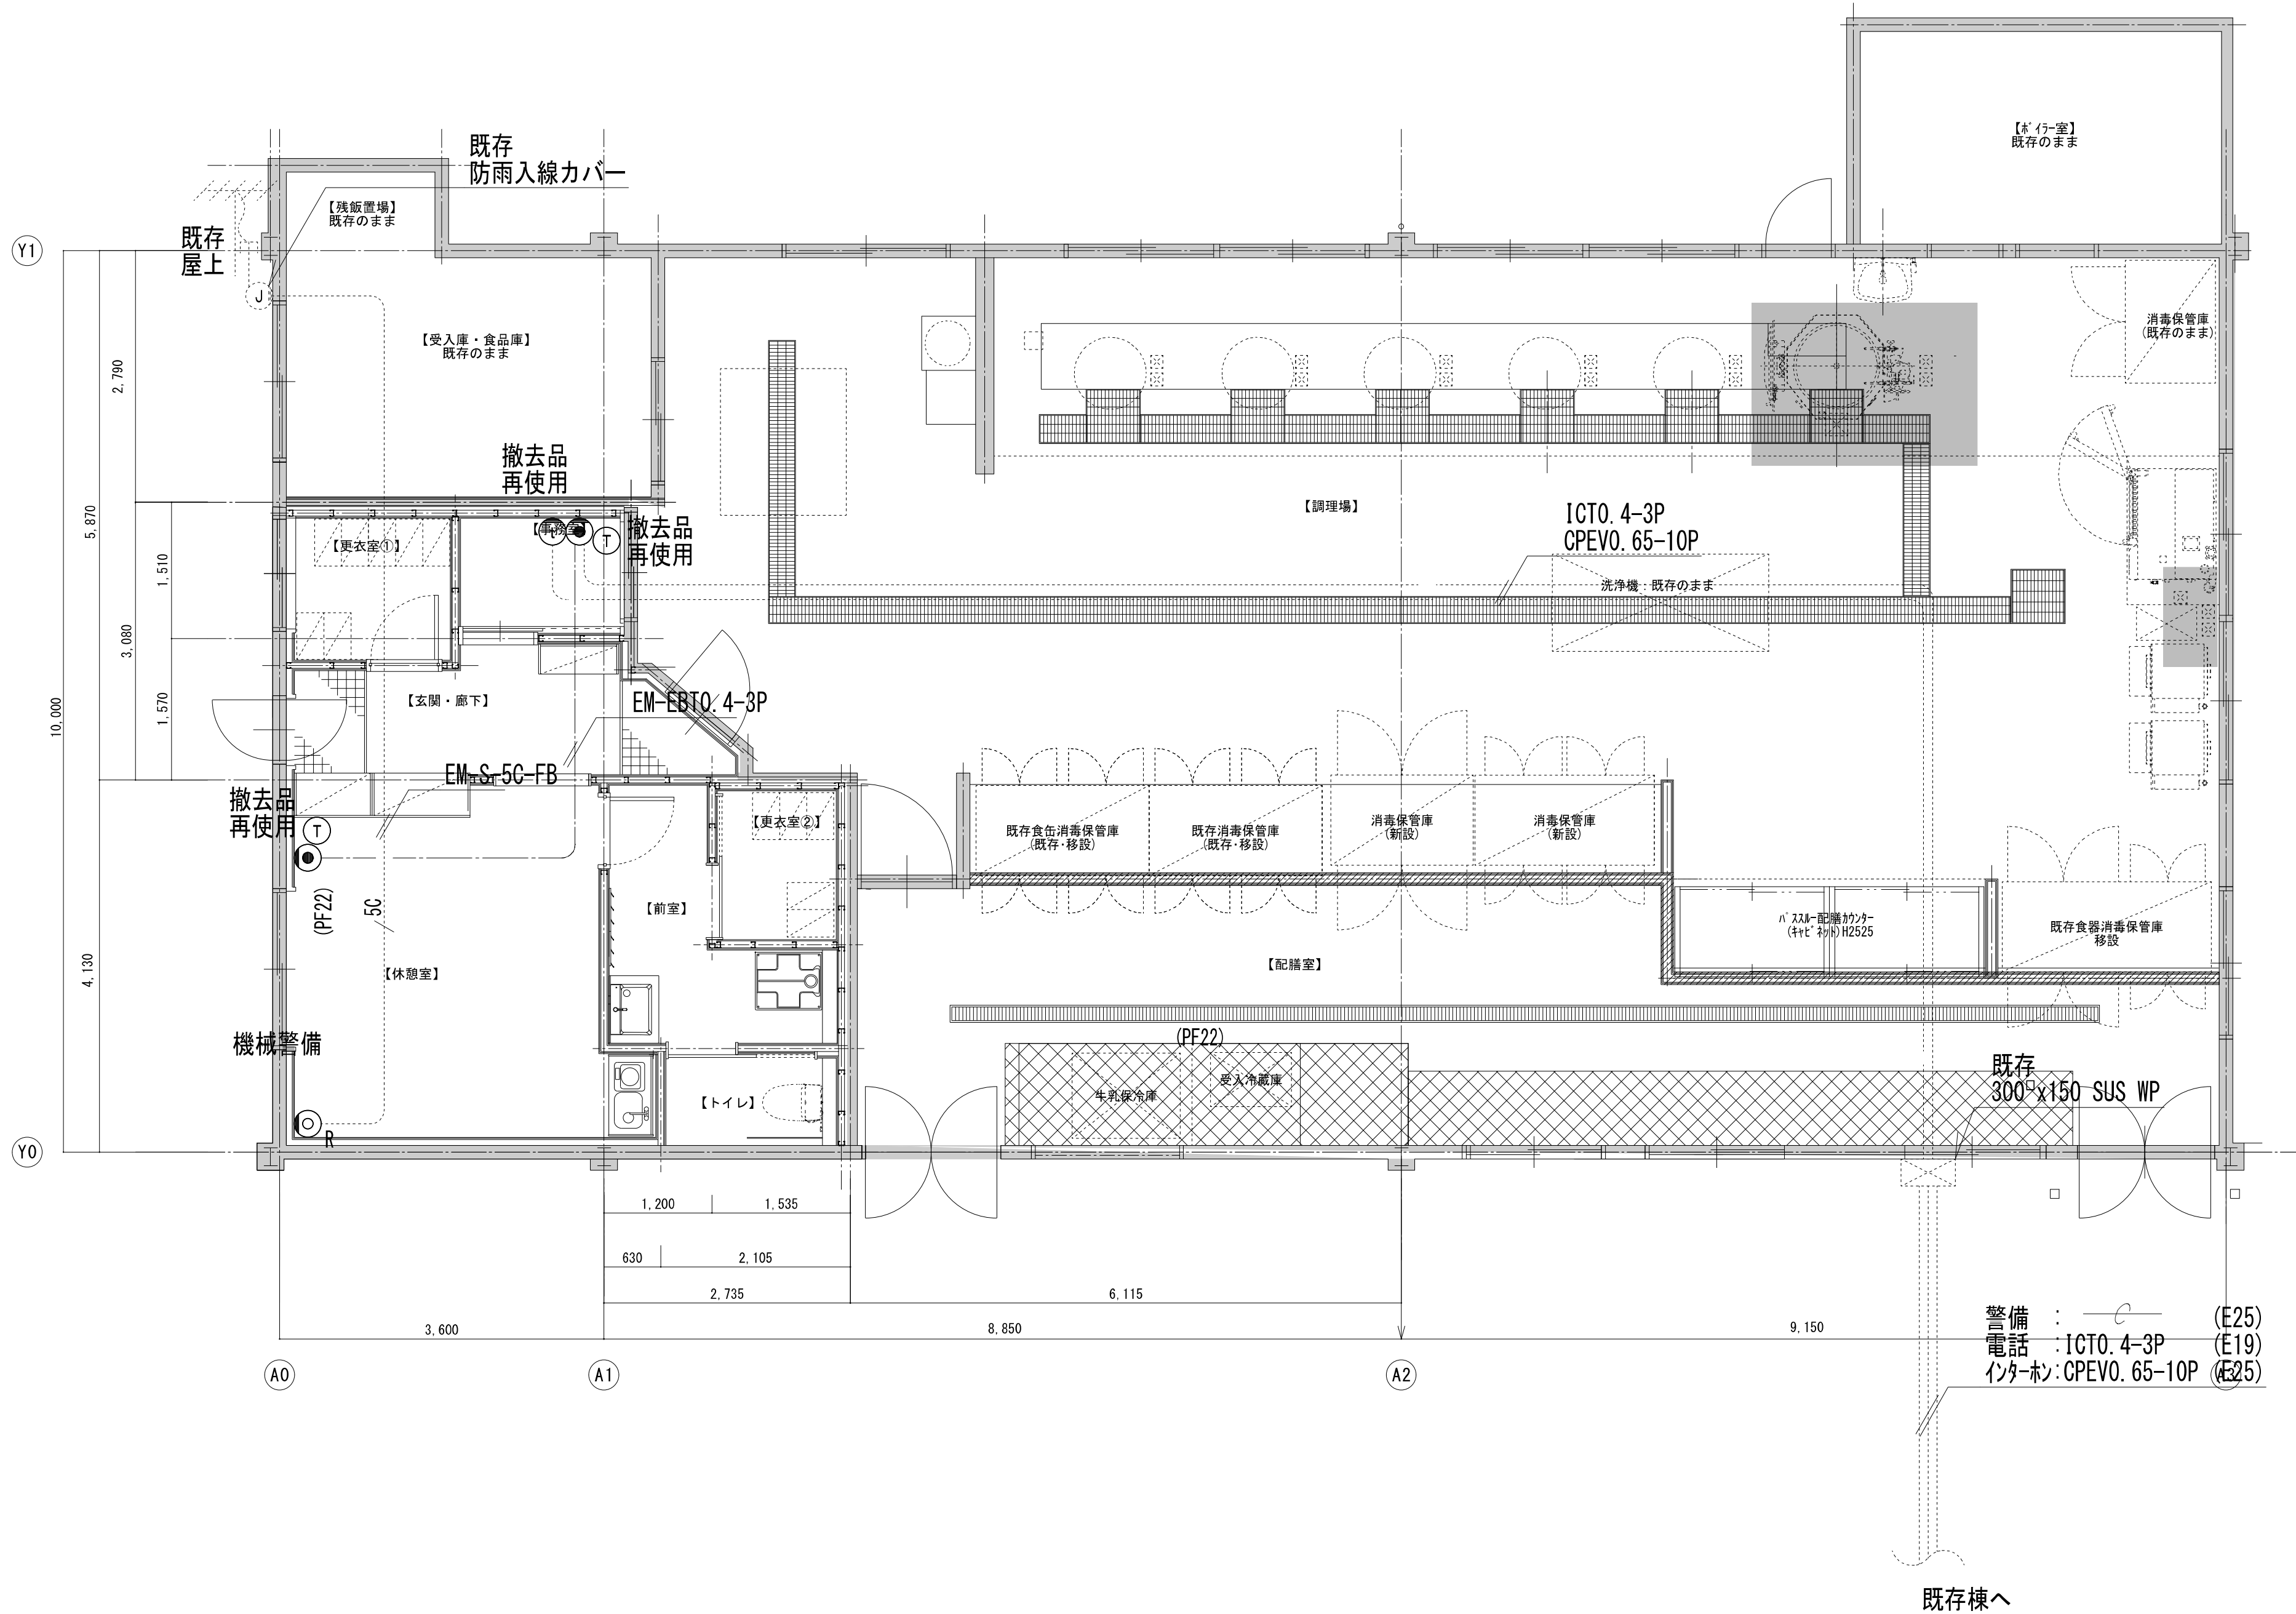 【ﾎﾞｲﾗｰ室】
既存のまま
既存
防雨入線カバー
【残飯置場】
既存のまま
既存
屋上
Y1
J
【受入庫・食品庫】
既存のまま
消毒保管庫
(既存のまま)
2,790
5,870
10,000
3,080
1,510
1,570
4,130
撤去品
再使用
【事務室】
T
撤去品
再使用
【更衣室①】
【調理場】
ICT0.4-3P
CPEV0.65-10P
洗浄機・既存のまま
【玄関・廊下】
EM-EBT0.4-3P
EM-S-5C-FB
撤去品
再使用
T
(PF22)
5C
【更衣室②】
既存食缶消毒保管庫
(既存・移設)
既存消毒保管庫
(既存・移設)
消毒保管庫
(新設)
消毒保管庫
(新設)
【前室】
ﾊﾟｽｽﾙｰ配膳ｶｳﾝﾀｰ
(ｷｬﾋﾞﾈｯﾄ)H2525
既存食器消毒保管庫
移設
【休憩室】
【配膳室】
機械警備
(PF22)
牛乳保冷庫
受入冷蔵庫
既存
300□x150 SUS WP
【トイレ】
R
Y0
1,200
1,535
630
2,105
2,735
6,115
3,600
8,850
9,150
警備 : C (E25)
電話 :ICT0.4-3P (E19)
ｲﾝﾀｰﾎﾝ:CPEV0.65-10P (E25)
A0
A1
A2
A3
既存棟へ